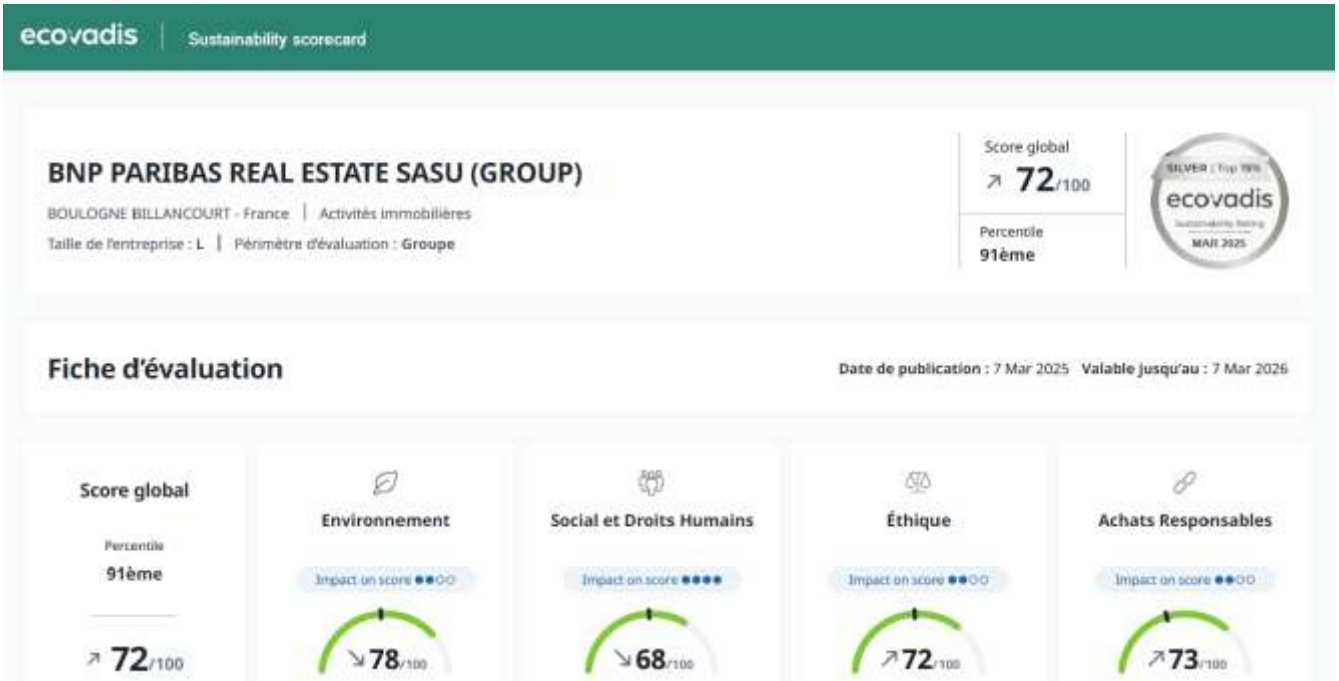 ecovadis | Sustainability scorecard
BNP PARIBAS REAL ESTATE SASU (GROUP)
BOULOGNE BILLANCOURT - France | Activités immobilières
Taille de l'entreprise : L | Périmètre d'évaluation : Groupe
Score global
72/100
Percentile
91ème
SILVER | Top 15%
ecovadis
Sustainability Rating
MAR 2025
Fiche d'évaluation
Date de publication : 7 Mar 2025 Valable jusqu'au : 7 Mar 2026
Score global
Percentile
91ème
72/100
Environnement
Impact on score
78/100
Social et Droits Humains
Impact on score
68/100
Éthique
Impact on score
72/100
Achats Responsables
Impact on score
73/100